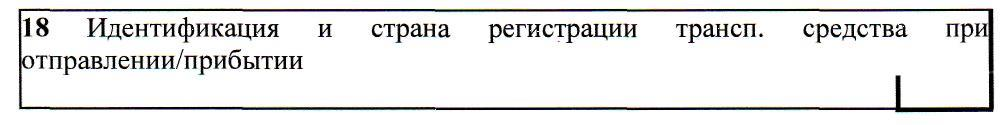 18 Идентификация и страна регистрации трансп. средства при
отправлении/прибытии